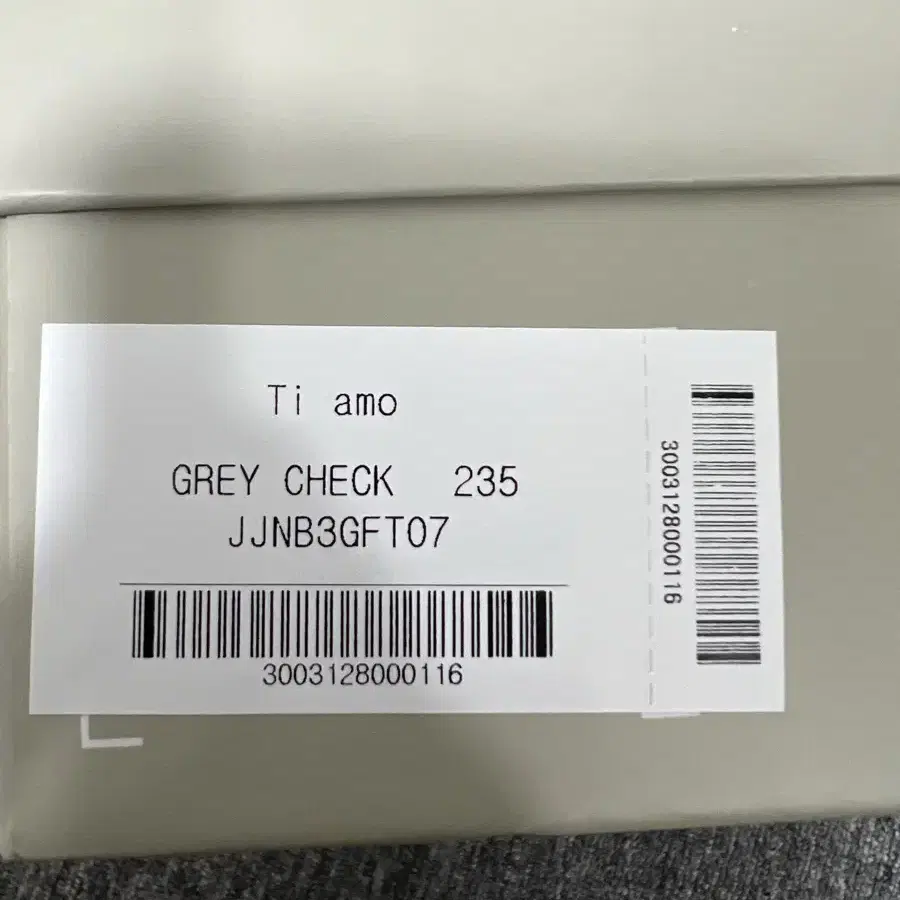 Ti amo
GREY CHECK 235
JJNB3GFT07
3003128000116
3003128000116